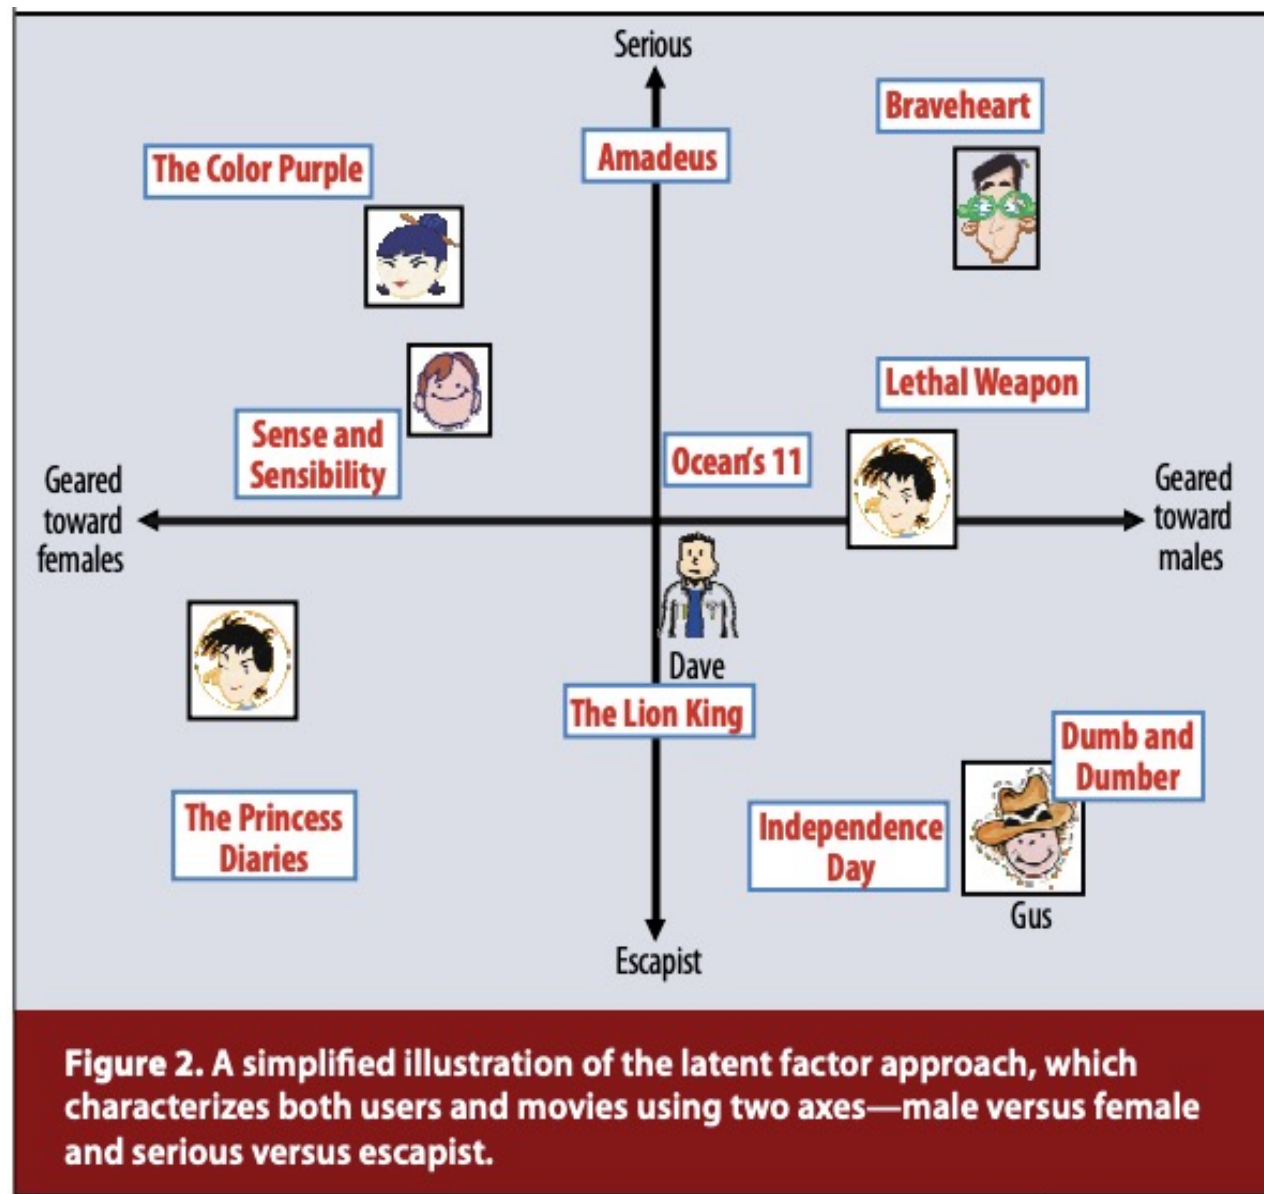 Serious
Braveheart
Amadeus
The Color Purple
Lethal Weapon
Sense and
Sensibility
Ocean's 11
Geared
toward
females
Geared
toward
males
Dave
The Lion King
Dumb and
Dumber
The Princess
Diaries
Independence
Day
Gus
Escapist
Figure 2. A simplified illustration of the latent factor approach, which
characterizes both users and movies using two axes—male versus female
and serious versus escapist.